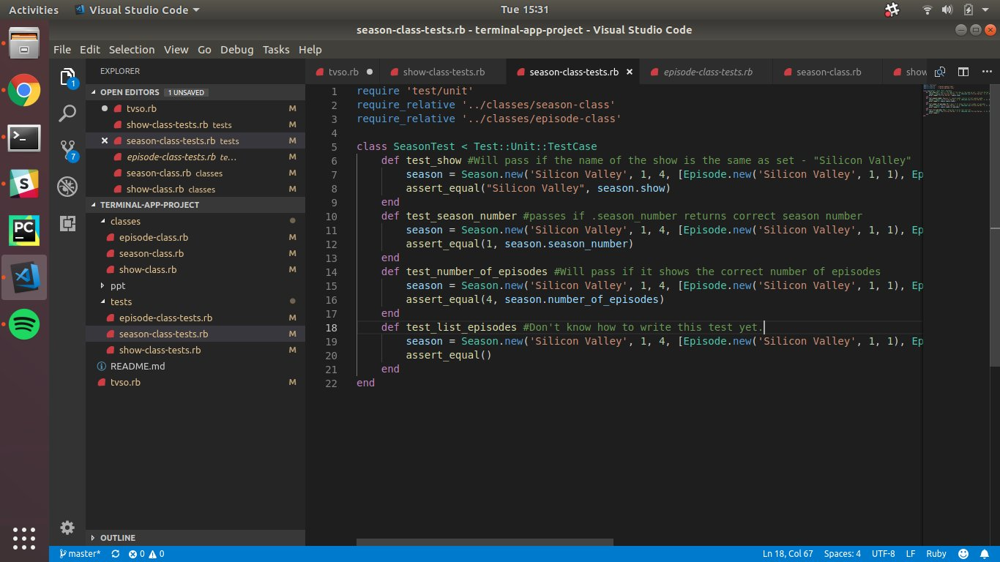 Activities
Visual Studio Code
Tue 15:31
season-class-tests.rb - terminal-app-project - Visual Studio Code
File Edit Selection View Go Debug Tasks Help
EXPLORER
OPEN EDITORS 1 UNSAVED
tvso.rb M
show-class-tests.rb tests M
season-class-tests.rb tests M
episode-class-tests.rb te... M
season-class.rb classes M
show-class.rb classes M
TERMINAL-APP-PROJECT
classes
episode-class.rb M
season-class.rb M
show-class.rb M
ppt
tests
episode-class-tests.rb M
season-class-tests.rb M
show-class-tests.rb M
README.md
tvso.rb M
OUTLINE
1
7
S
PC
tvso.rb show-class-tests.rb season-class-tests.rb episode-class-tests.rb season-class.rb show
1 require 'test/unit'
2 require_relative '../classes/season-class'
3 require_relative '../classes/episode-class'
4
5 class SeasonTest < Test::Unit::TestCase
6 def test_show #Will pass if the name of the show is the same as set - "Silicon Valley"
7 season = Season.new('Silicon Valley', 1, 4, [Episode.new('Silicon Valley', 1, 1), Ep
8 assert_equal("Silicon Valley", season.show)
9 end
10 def test_season_number #passes if .season_number returns correct season number
11 season = Season.new('Silicon Valley', 1, 4, [Episode.new('Silicon Valley', 1, 1), Ep
12 assert_equal(1, season.season_number)
13 end
14 def test_number_of_episodes #Will pass if it shows the correct number of episodes
15 season = Season.new('Silicon Valley', 1, 4, [Episode.new('Silicon Valley', 1, 1), Ep
16 assert_equal(4, season.number_of_episodes)
17 end
18 def test_list_episodes #Don't know how to write this test yet.
19 season = Season.new('Silicon Valley', 1, 4, [Episode.new('Silicon Valley', 1, 1), Ep
20 assert_equal()
21 end
22 end
master* 0 0
Ln 18, Col 67 Spaces: 4 UTF-8 LF Ruby